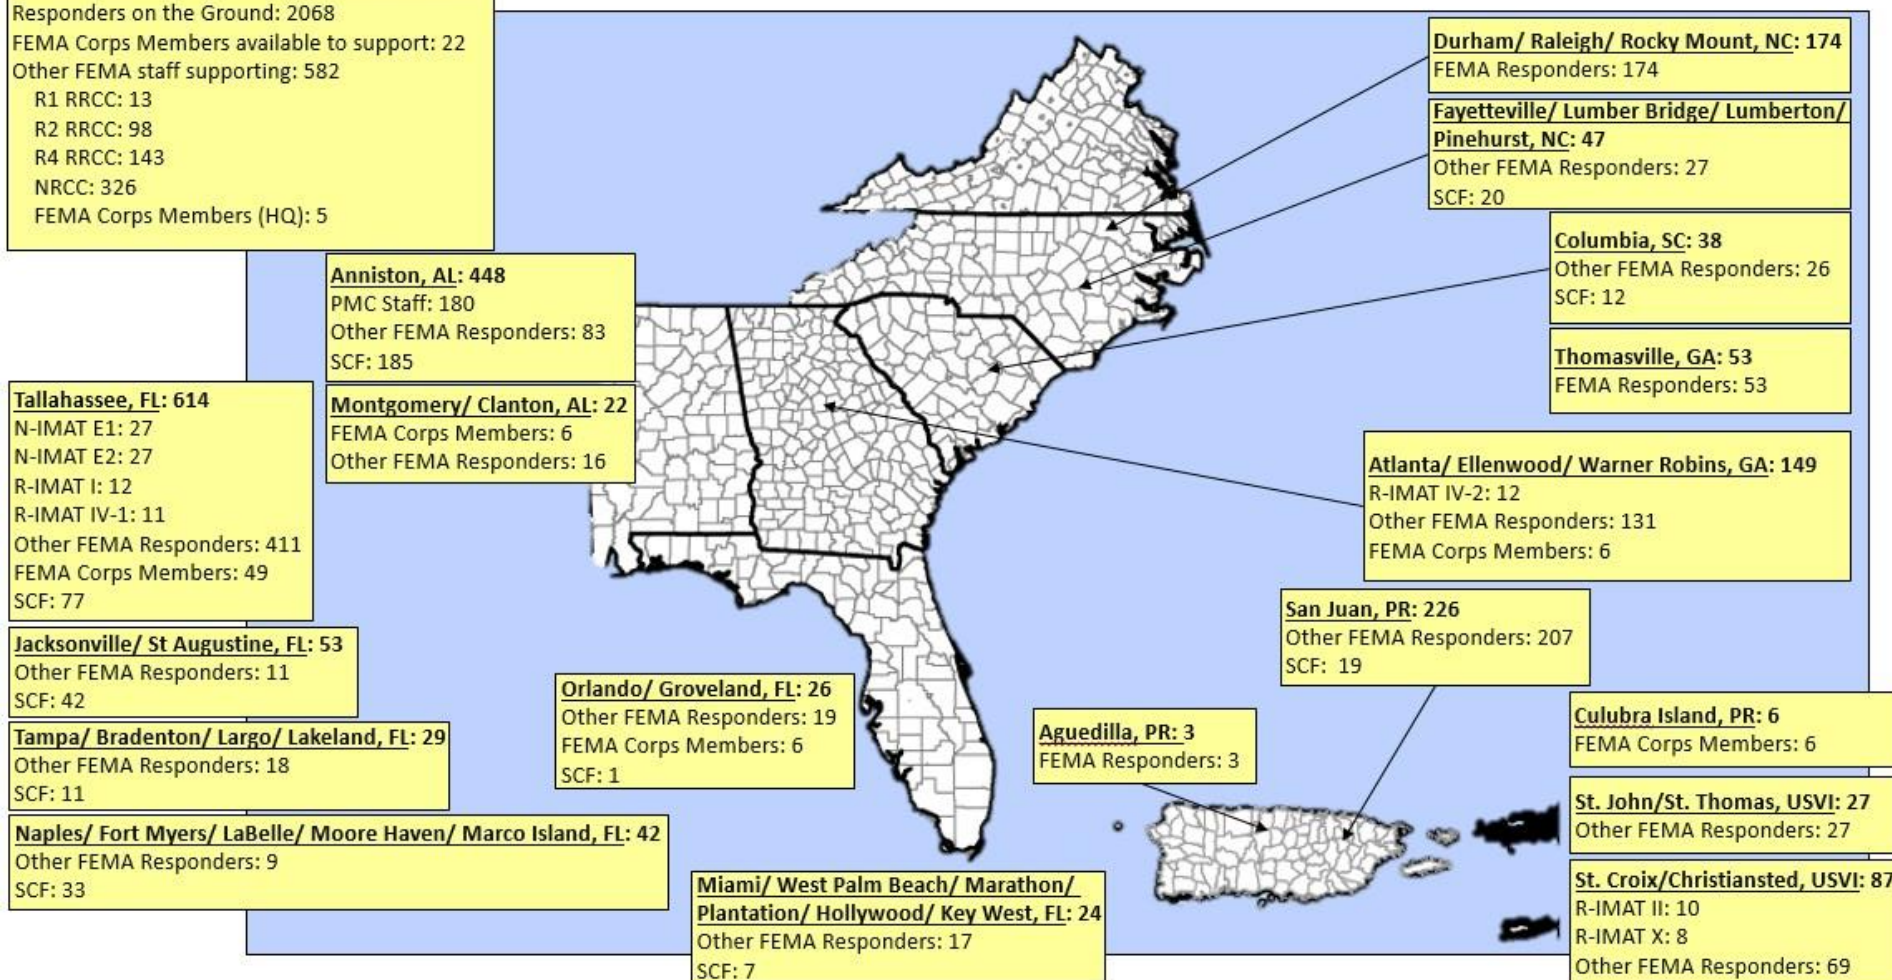 Responders on the Ground: 2068
FEMA Corps Members available to support: 22
Other FEMA staff supporting: 582
R1 RRCC: 13
R2 RRCC: 98
R4 RRCC: 143
NRCC: 326
FEMA Corps Members (HQ): 5
Durham/ Raleigh/ Rocky Mount, NC: 174
FEMA Responders: 174
Fayetteville/ Lumber Bridge/ Lumberton/
Pinehurst, NC: 47
Other FEMA Responders: 27
SCF: 20
Columbia, SC: 38
Other FEMA Responders: 26
SCF: 12
Thomasville, GA: 53
FEMA Responders: 53
Anniston, AL: 448
PMC Staff: 180
Other FEMA Responders: 83
SCF: 185
Montgomery/ Clanton, AL: 22
FEMA Corps Members: 6
Other FEMA Responders: 16
Tallahassee, FL: 614
N-IMAT E1: 27
N-IMAT E2: 27
R-IMAT I: 12
R-IMAT IV-1: 11
Other FEMA Responders: 411
FEMA Corps Members: 49
SCF: 77
Atlanta/ Ellenwood/ Warner Robins, GA: 149
R-IMAT IV-2: 12
Other FEMA Responders: 131
FEMA Corps Members: 6
Jacksonville/ St Augustine, FL: 53
Other FEMA Responders: 11
SCF: 42
Tampa/ Bradenton/ Largo/ Lakeland, FL: 29
Other FEMA Responders: 18
SCF: 11
Naples/ Fort Myers/ LaBelle/ Moore Haven/ Marco Island, FL: 42
Other FEMA Responders: 9
SCF: 33
Orlando/ Groveland, FL: 26
Other FEMA Responders: 19
FEMA Corps Members: 6
SCF: 1
Miami/ West Palm Beach/ Marathon/
Plantation/ Hollywood/ Key West, FL: 24
Other FEMA Responders: 17
SCF: 7
San Juan, PR: 226
Other FEMA Responders: 207
SCF: 19
Aguedilla, PR: 3
FEMA Responders: 3
Culubra Island, PR: 6
FEMA Corps Members: 6
St. John/St. Thomas, USVI: 27
Other FEMA Responders: 27
St. Croix/Christiansted, USVI: 87
R-IMAT II: 10
R-IMAT X: 8
Other FEMA Responders: 69